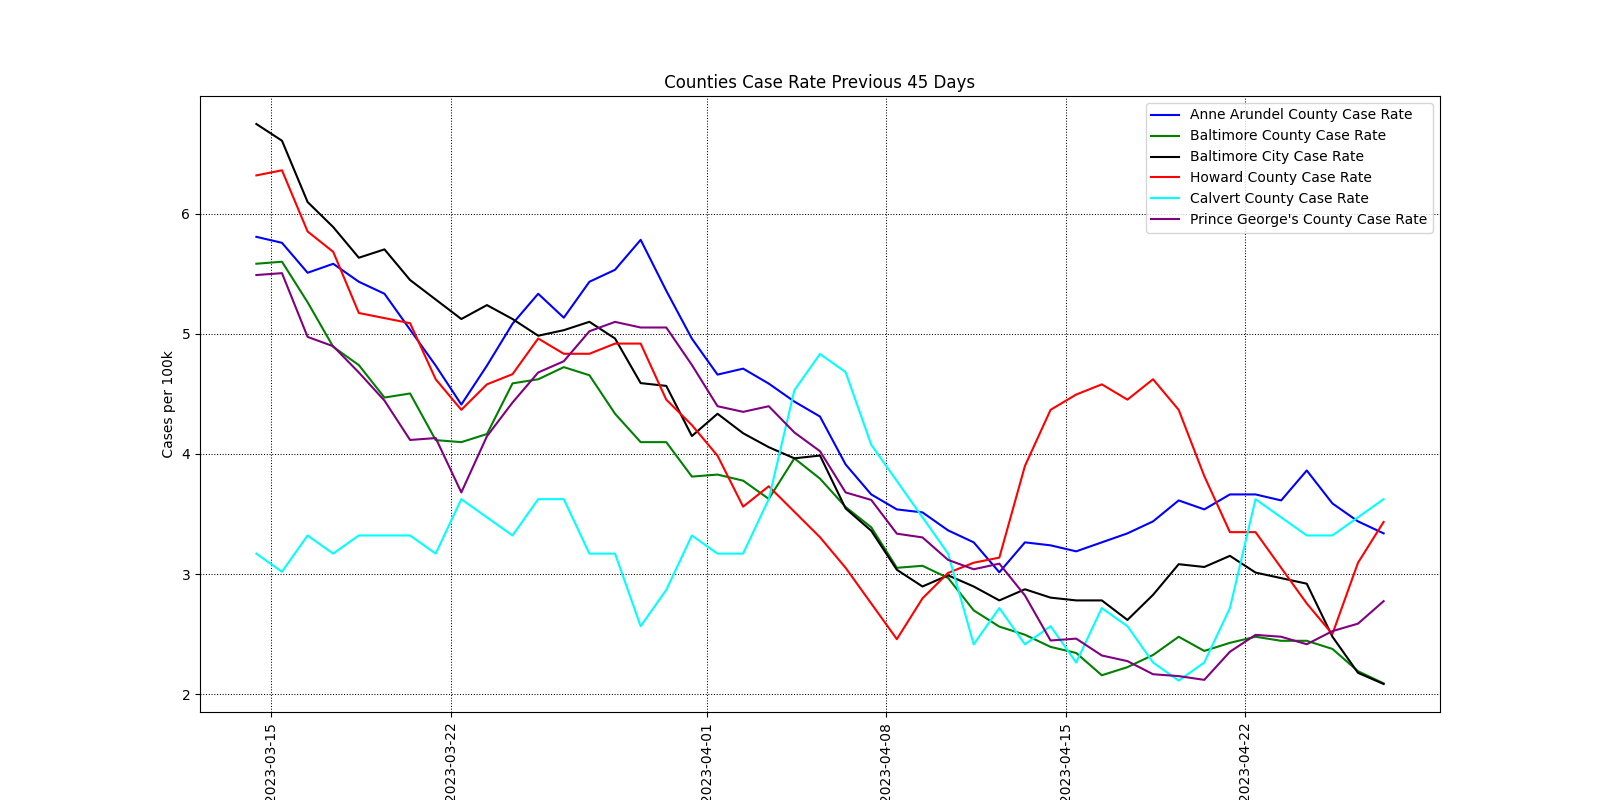 Counties Case Rate Previous 45 Days
Anne Arundel County Case Rate
Baltimore County Case Rate
Baltimore City Case Rate
Howard County Case Rate
Calvert County Case Rate
Prince George's County Case Rate
Cases per 100k
6
5
4
3
2
2023-03-15
2023-03-22
2023-04-01
2023-04-08
2023-04-15
2023-04-22